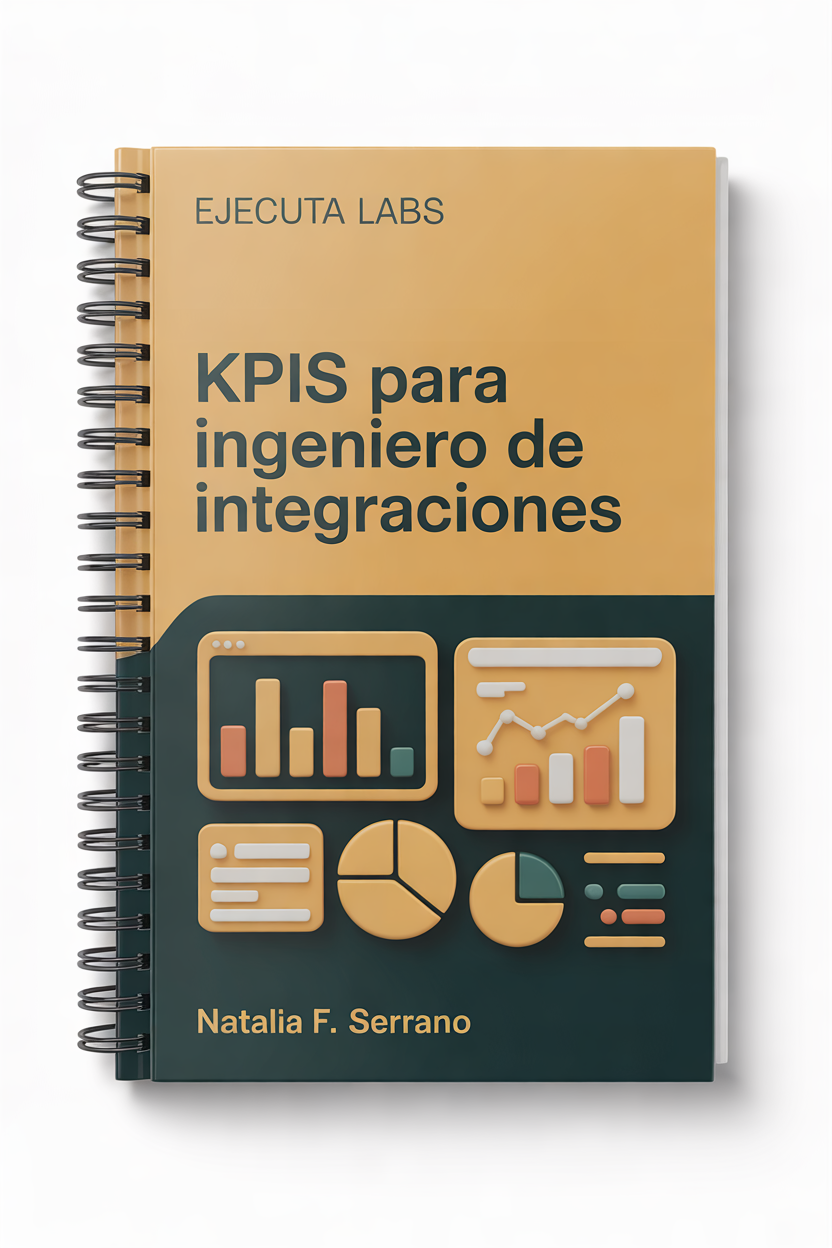 EJECUTA LABS
KPIS para
ingeniero de
integraciones
Natalia F. Serrano